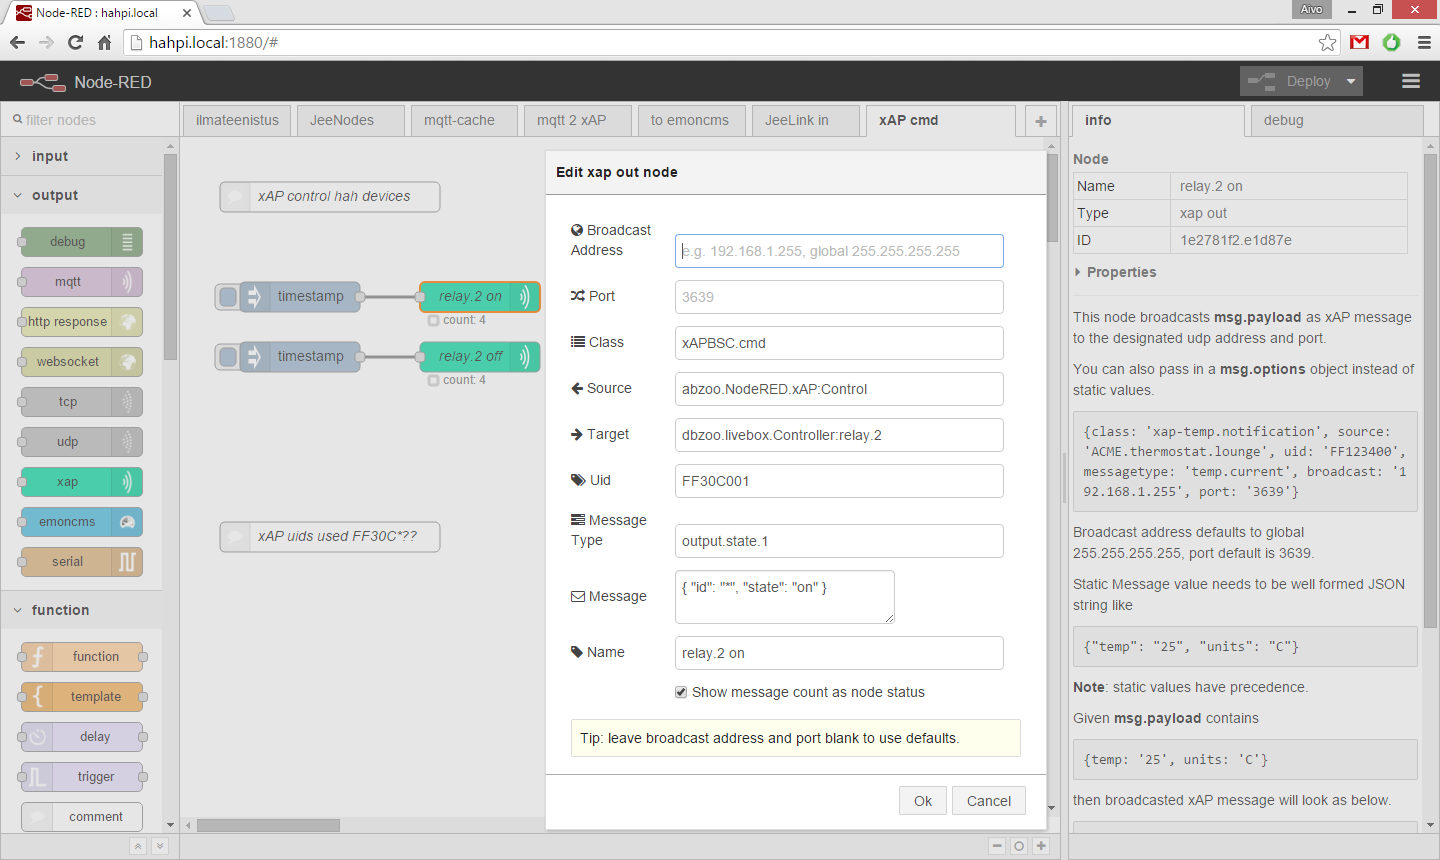 Node-RED : hahpi.local
Aivo
hahpi.local:1880/#
Node-RED
Deploy
filter nodes
ilmateenistus
JeeNodes
mqtt-cache
mqtt 2 xAP
to emoncms
JeeLink in
xAP cmd
info
debug
input
output
debug
mqtt
http response
websocket
tcp
udp
xap
emoncms
serial
function
function
template
delay
trigger
comment
xAP control hah devices
timestamp
relay.2 on
count: 4
timestamp
relay.2 off
count: 4
xAP uids used FF30C*??
Edit xap out node
Broadcast
Address
e.g. 192.168.1.255, global 255.255.255.255
Port
3639
Class
xAPBSC.cmd
Source
abzoo.NodeRED.xAP:Control
Target
dbzoo.livebox.Controller:relay.2
Uid
FF30C001
Message
Type
output.state.1
Message
{ "id": "*", "state": "on" }
Name
relay.2 on
Show message count as node status
Tip: leave broadcast address and port blank to use defaults.
Ok
Cancel
Node
Name relay.2 on
Type xap out
ID 1e2781f2.e1d87e
Properties
This node broadcasts msg.payload as xAP message
to the designated udp address and port.
You can also pass in a msg.options object instead of
static values.
{class: 'xap-temp.notification', source:
'ACME.thermostat.lounge', uid: 'FF123400',
messagetype: 'temp.current', broadcast: '1
92.168.1.255', port: '3639'}
Broadcast address defaults to global
255.255.255.255, port default is 3639.
Static Message value needs to be well formed JSON
string like
{"temp": "25", "units": "C"}
Note: static values have precedence.
Given msg.payload contains
{temp: '25', units: 'C'}
then broadcasted xAP message will look as below.